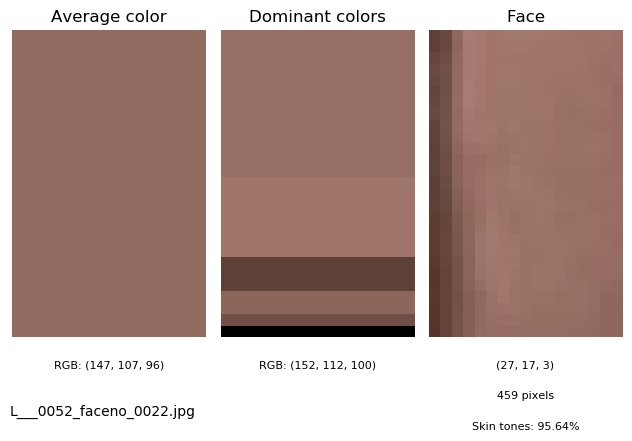 Average color
Dominant colors
Face
RGB: (147, 107, 96)
RGB: (152, 112, 100)
(27, 17, 3)
459 pixels
L___0052_faceno_0022.jpg
Skin tones: 95.64%